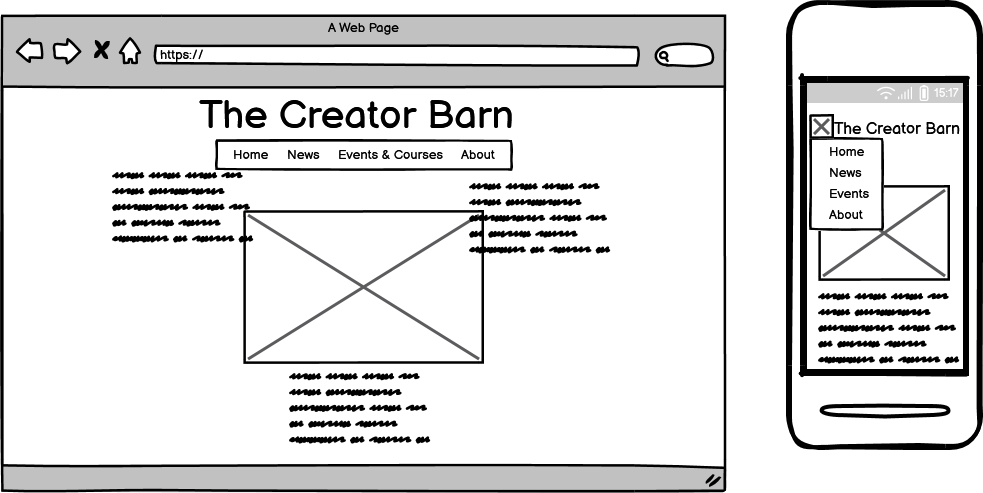 A Web Page
https://
The Creator Barn
Home News Events & Courses About
15:17
The Creator Barn
Home
News
Events
About